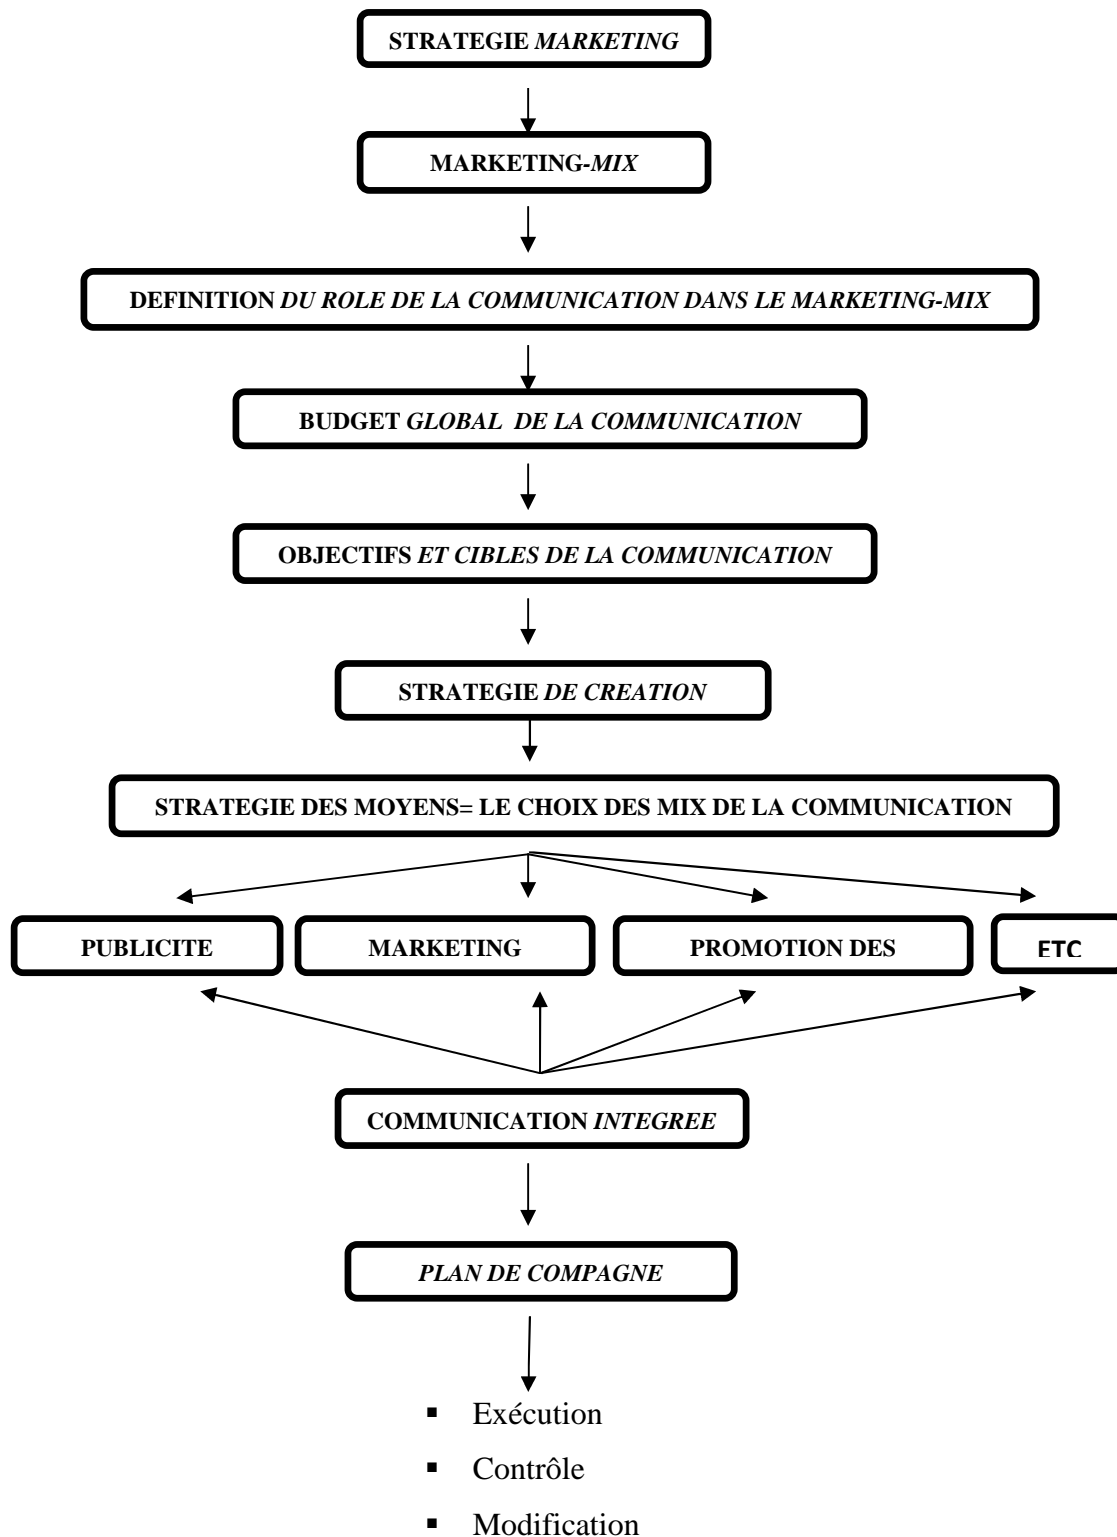 STRATEGIE MARKETING
MARKETING-MIX
DEFINITION DU ROLE DE LA COMMUNICATION DANS LE MARKETING-MIX
BUDGET GLOBAL DE LA COMMUNICATION
OBJECTIFS ET CIBLES DE LA COMMUNICATION
STRATEGIE DE CREATION
STRATEGIE DES MOYENS= LE CHOIX DES MIX DE LA COMMUNICATION
PUBLICITE
MARKETING
PROMOTION DES
ETC
COMMUNICATION INTEGREE
PLAN DE COMPAGNE
▪ Exécution
▪ Contrôle
▪ Modification